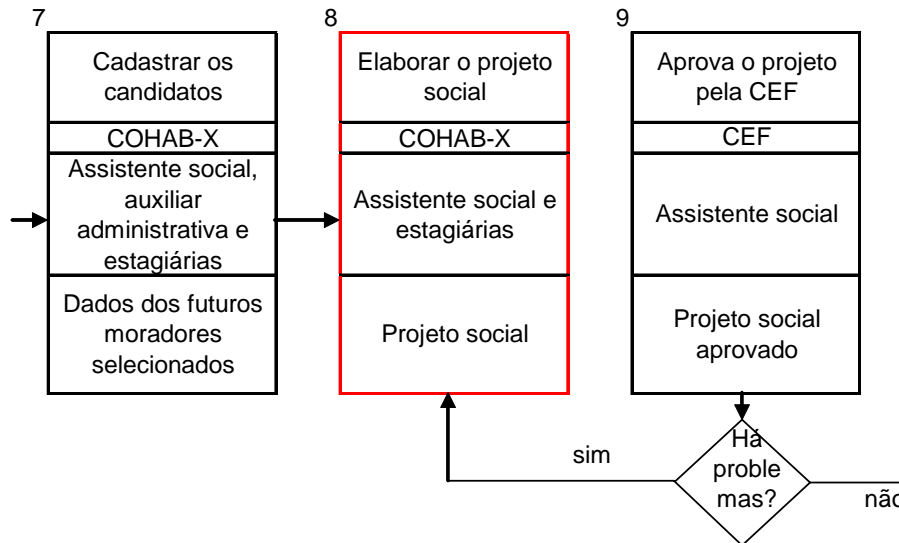 7
Cadastrar os
candidatos
COHAB-X
Assistente social,
auxiliar
administrativa e
estagiárias
Dados dos futuros
moradores
selecionados
8
Elaborar o projeto
social
COHAB-X
Assistente social e
estagiárias
Projeto social
9
Aprova o projeto
pela CEF
CEF
Assistente social
Projeto social
aprovado
Há
proble
mas?
sim
não